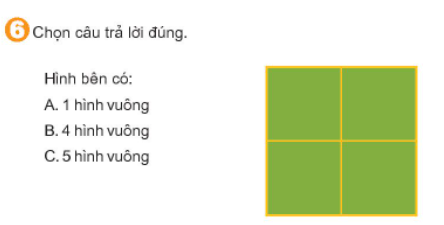 6 Chọn câu trả lời đúng.
Hình bên có:
A. 1 hình vuông
B. 4 hình vuông
C. 5 hình vuông